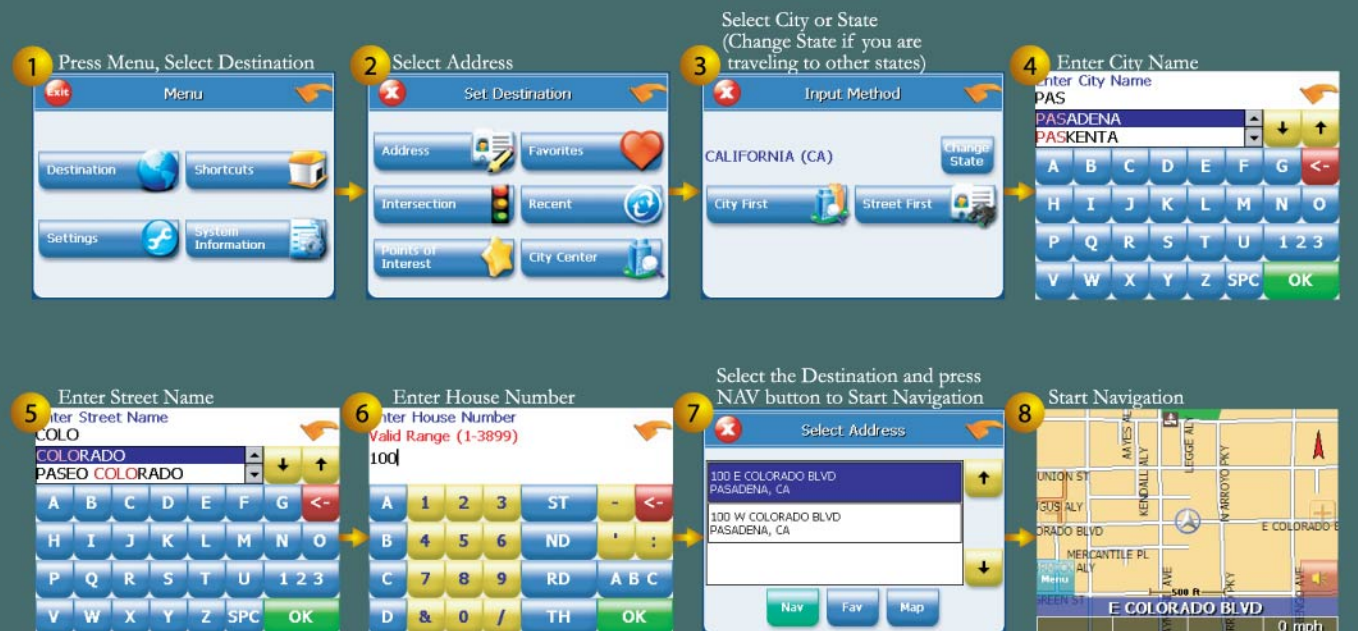 Select City or State
(Change State if you are
traveling to other states)
1 Press Menu, Select Destination
2 Select Address
3
4 Enter City Name
Exit Menu
Destination Shortcuts
Settings System Information
X Set Destination
Address Favorites
Intersection Recent
Points of Interest City Center
X Input Method
CALIFORNIA (CA) Change State
City First Street First
Enter City Name
PAS
PASADENA
PASKENTA
A B C D E F G <-
H I J K L M N O
P Q R S T U 1 2 3
V W X Y Z SPC OK
5 Enter Street Name
Enter Street Name
COLO
COLORADO
PASEO COLORADO
A B C D E F G <-
H I J K L M N O
P Q R S T U 1 2 3
V W X Y Z SPC OK
6 Enter House Number
Enter House Number
Valid Range (1-3899)
100
A 1 2 3 ST - <-
B 4 5 6 ND ' :
C 7 8 9 RD A B C
D & 0 / TH OK
Select the Destination and press
7 NAV button to Start Navigation
X Select Address
100 E COLORADO BLVD
PASADENA, CA
100 W COLORADO BLVD
PASADENA, CA
Nav Fav Map
8 Start Navigation
UNION ST
KENDALL ALY
LEGGE ALY
N ARROYO PKY
E COLORADO
MERCANTILE PL
ALY
Menu
GREEN ST
500 ft
E COLORADO BLVD
0 mph